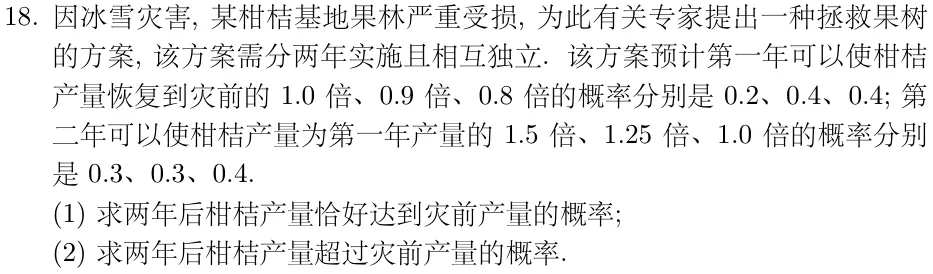 18. 因冰雪灾害, 某柑桔基地果林严重受损, 为此有关专家提出一种拯救果树
的方案, 该方案需分两年实施且相互独立. 该方案预计第一年可以使柑桔
产量恢复到灾前的 1.0 倍、0.9 倍、0.8 倍的概率分别是 0.2、0.4、0.4; 第
二年可以使柑桔产量为第一年产量的 1.5 倍、1.25 倍、1.0 倍的概率分别
是 0.3、0.3、0.4.
(1) 求两年后柑桔产量恰好达到灾前产量的概率;
(2) 求两年后柑桔产量超过灾前产量的概率.